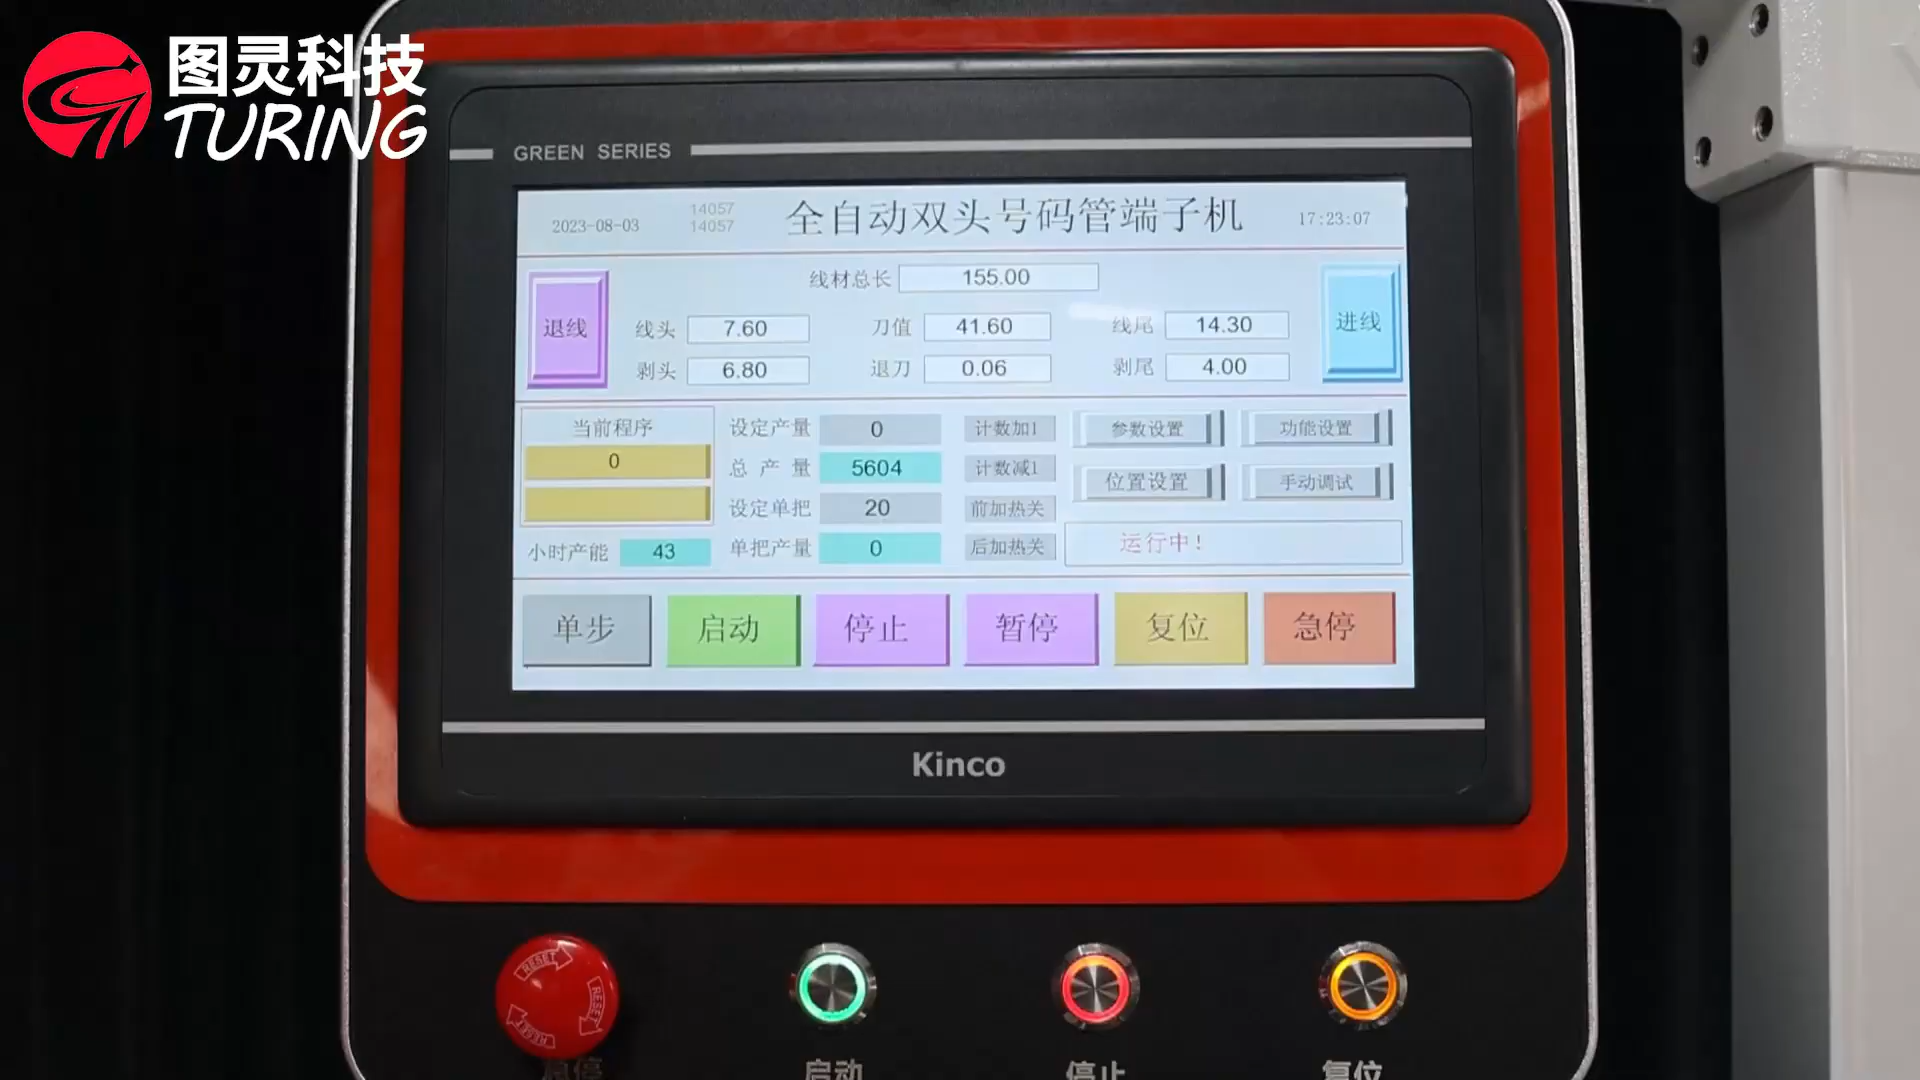 图灵科技
TURING
GREEN SERIES
2023-08-03
14057
14057
全自动双头号码管端子机
17:23:07
线材总长 155.00
退线
线头 7.60 刀值 41.60 线尾 14.30
进线
剥头 6.80 退刀 0.06 剥尾 4.00
当前程序
0
设定产量 0 计数加1 参数设置 功能设置
总产量 5604 计数减1
设定单把 20 前加热关 位置设置 手动调试
小时产能 43 单把产量 0 后加热关 运行中!
单步 启动 停止 暂停 复位 急停
Kinco
RESET
RESET
RESET
急停 启动 停止 复位